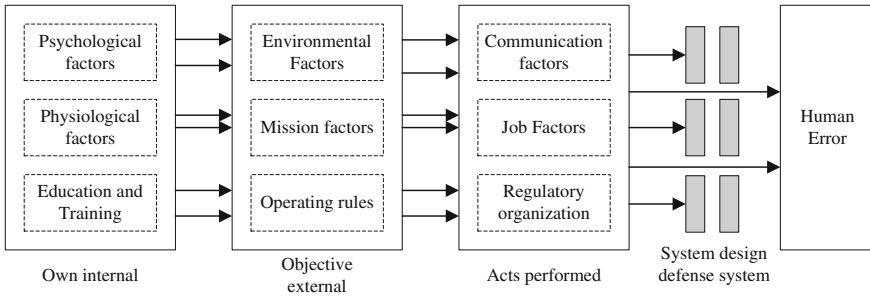 Psychological
factors
Physiological
factors
Education and
Training
Own internal
Environmental
Factors
Mission factors
Operating rules
Objective
external
Communication
factors
Job Factors
Regulatory
organization
Acts performed
System design
defense system
Human
Error